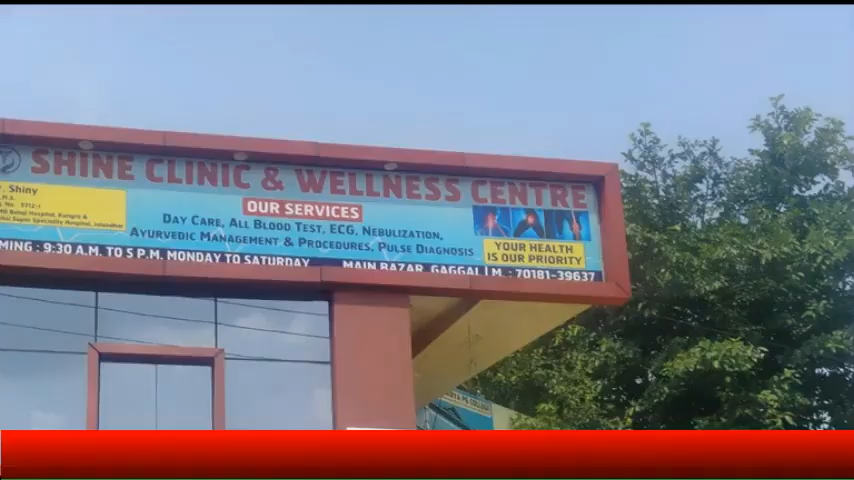 SHINE CLINIC & WELLNESS CENTRE
Shiny
OUR SERVICES
DAY CARE, ALL BLOOD TEST, ECG, NEBULIZATION,
AYURVEDIC MANAGEMENT & PROCEDURES, PULSE DIAGNOSIS
YOUR HEALTH
IS OUR PRIORITY
MING : 9:30 A.M. TO 5 P.M. MONDAY TO SATURDAY
MAIN BAZAR, GAGGAL | M. : 70181-39637